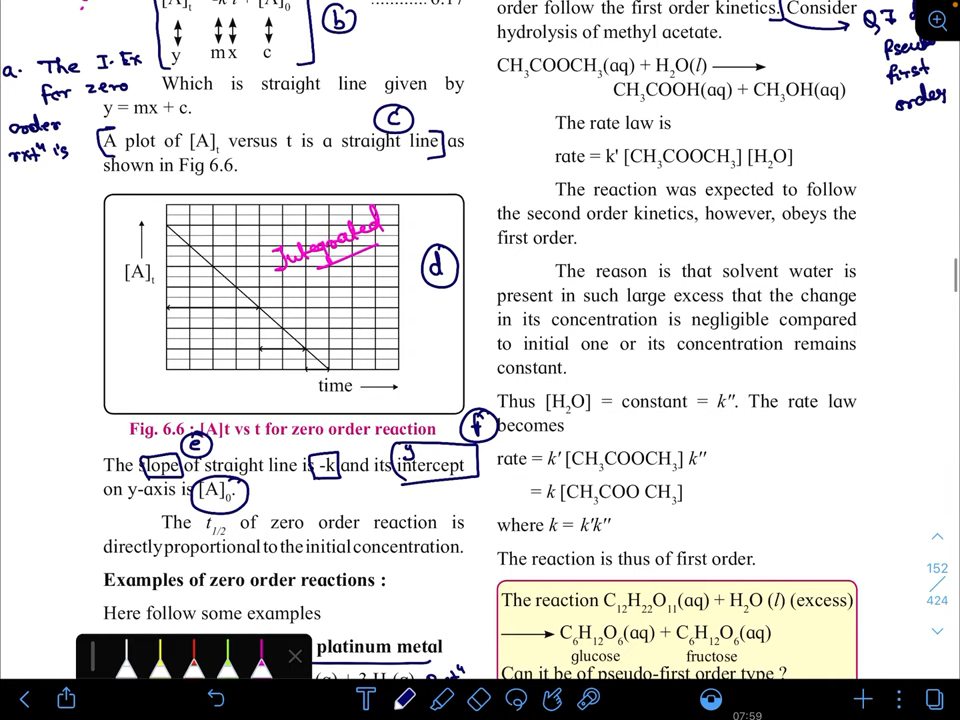 [A]t -k t + [A]0 ............ 6.17
b
y m x c
a. The I. Ex
for zero
order
rxtⁿ is
Which is straight line given by
y = mx + c.
c
A plot of [A]t versus t is a straight line as
shown in Fig 6.6.
Integrated
d
[A]t
time
Fig. 6.6 : [A]t vs t for zero order reaction
e
f
y
The slope of straight line is -k and its intercept
on y-axis is [A]0.
The t1/2 of zero order reaction is
directly proportional to the initial concentration.
Examples of zero order reactions :
Here follow some examples
platinum metal
order follow the first order kinetics. Consider
hydrolysis of methyl acetate.
Q.7
Pseudo
first
order
CH3COOCH3(aq) + H2O(l) ⟶
CH3COOH(aq) + CH3OH(aq)
The rate law is
rate = k' [CH3COOCH3] [H2O]
The reaction was expected to follow
the second order kinetics, however, obeys the
first order.
The reason is that solvent water is
present in such large excess that the change
in its concentration is negligible compared
to initial one or its concentration remains
constant.
Thus [H2O] = constant = k″. The rate law
becomes
rate = k′ [CH3COOCH3] k″
= k [CH3COO CH3]
where k = k′k″
The reaction is thus of first order.
The reaction C12H22O11(aq) + H2O (l) (excess)
⟶ C6H12O6(aq) + C6H12O6(aq)
glucose fructose
Can it be of pseudo-first order type ?
152
424
07:59